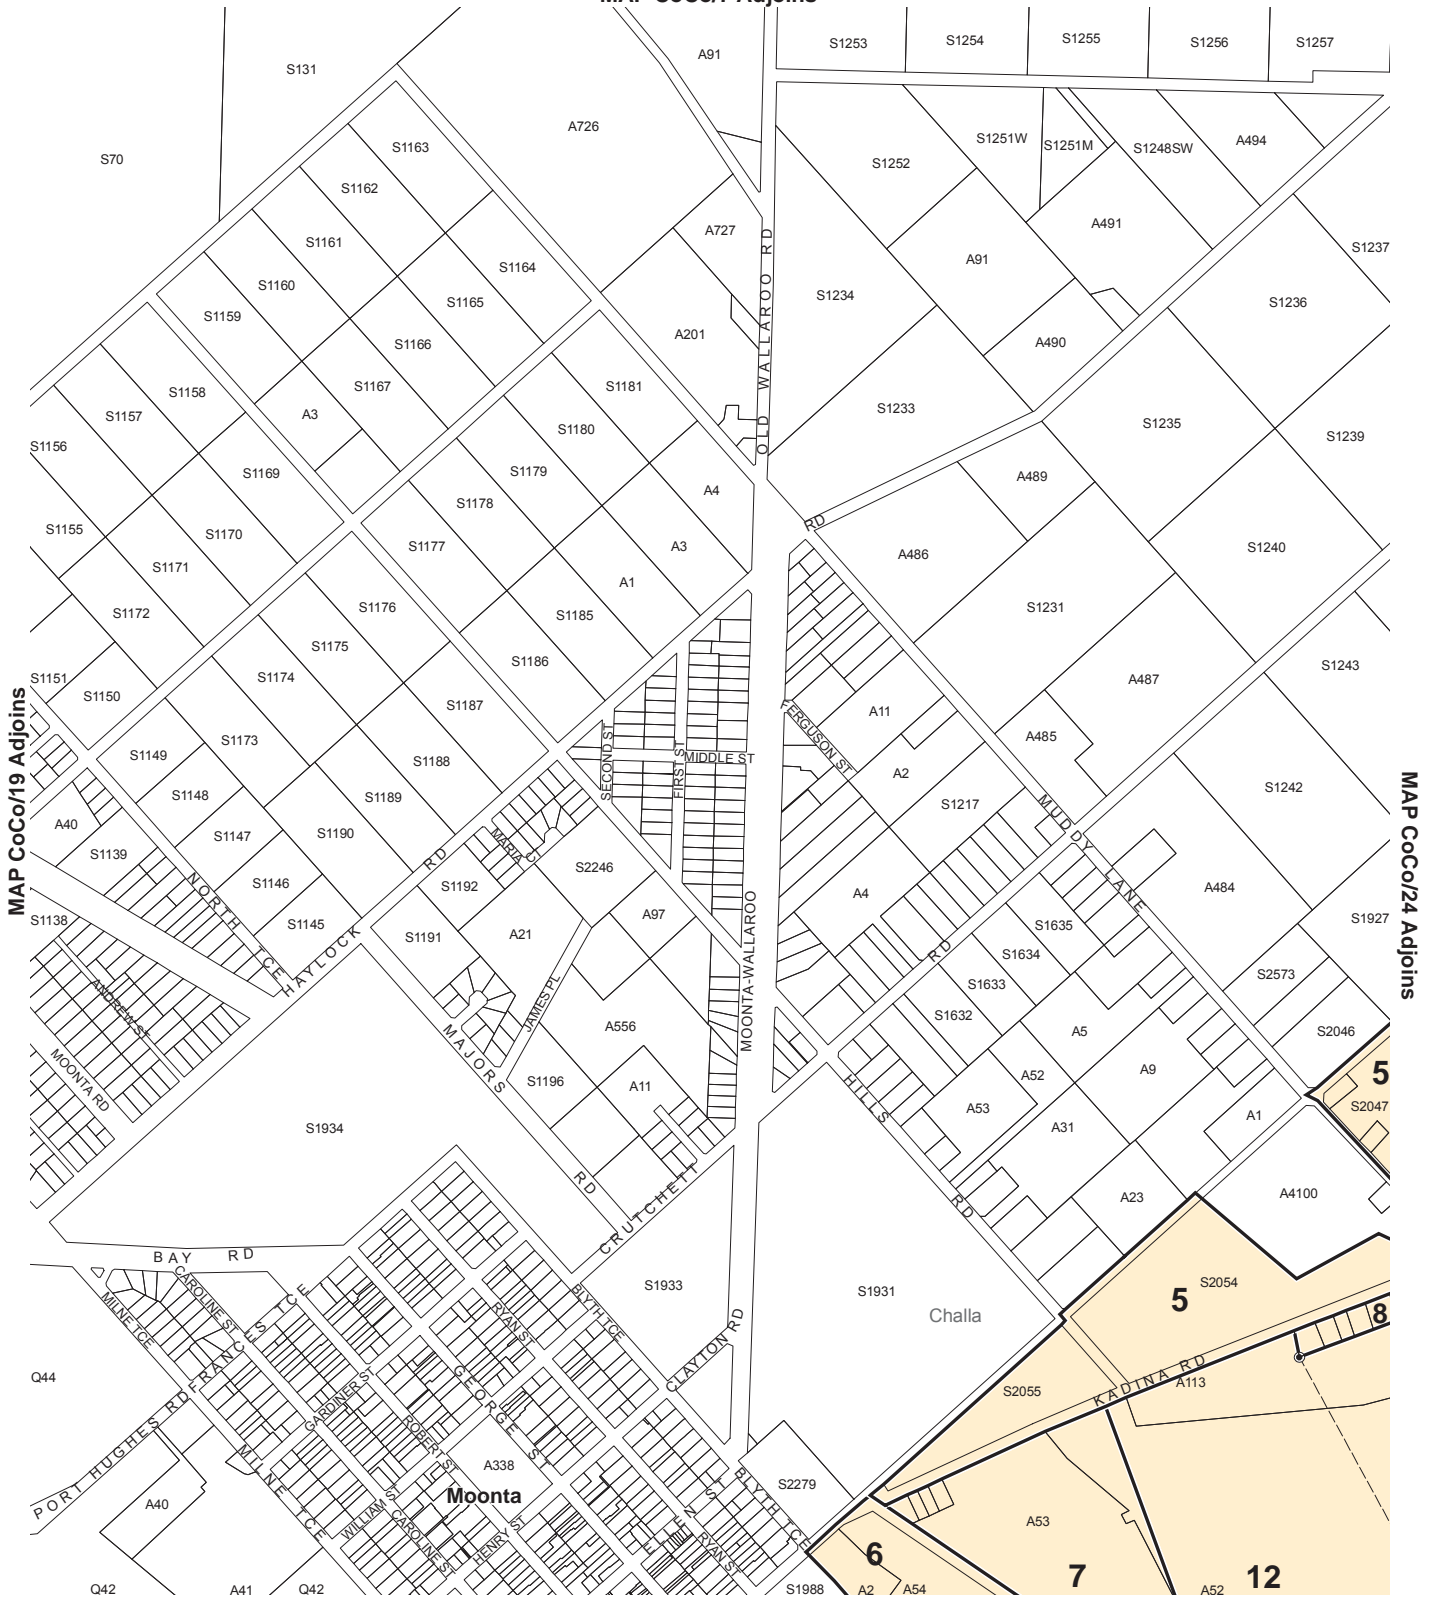 MAP CoCo/7 Adjoins
S1253
S1254
S1255
S1256
S1257
A91
S131
A726
S70
S1163
S1252
S1251W
S1251M
S1248SW
A494
S1162
S1161
A727
A491
S1237
S1164
A91
S1160
S1165
S1234
S1236
S1159
S1166
A201
OLD WALLAROO RD
A490
S1158
S1167
S1181
S1157
A3
S1233
S1235
S1156
S1180
S1239
S1169
S1179
A489
S1178
A4
S1155
S1170
RD
S1177
A3
A486
S1240
S1171
A1
S1172
S1176
S1185
S1231
S1175
S1186
S1243
S1151
S1174
A487
S1150
S1187
A11
FERGUSON ST
MAP CoCo/19 Adjoins
S1173
A485
S1149
SECOND ST
FIRST ST
MIDDLE ST
S1188
A2
S1148
S1189
S1217
S1242
MUDDY LANE
MAP CoCo/24 Adjoins
A40
S1147
S1190
MARIA CT
S1139
S2246
S1146
S1192
A4
A484
NORTH TCE
HAYLOCK RD
S1138
S1145
S1191
A21
A97
S1635
S1927
RD
S1634
ANDREW ST
JAMES PL
MOONTA-WALLAROO
S1633
S2573
S1632
A556
A5
S2046
MAJORS RD
MOONTA RD
S1196
A11
A52
A9
5
HILLS RD
A53
S2047
S1934
A31
A1
A23
A4100
CRUTCHETT
BAY RD
CAROLINE ST
S1933
S1931
5
S2054
MILNE TCE
FRANCES TCE
BLYTH TCE
RYAN ST
Challa
8
CLAYTON RD
Q44
GARDINER ST
GEORGE ST
S2055
KADINA RD
A113
PORT HUGHES RD
ROBERT ST
MILNE TCE
A338
Moonta
BLYTH TCE
S2279
A40
WILLIAM ST
CAROLINE ST
HENRY ST
RYAN ST
A53
6
7
12
Q42
A41
Q42
S1988
A2
A54
A52